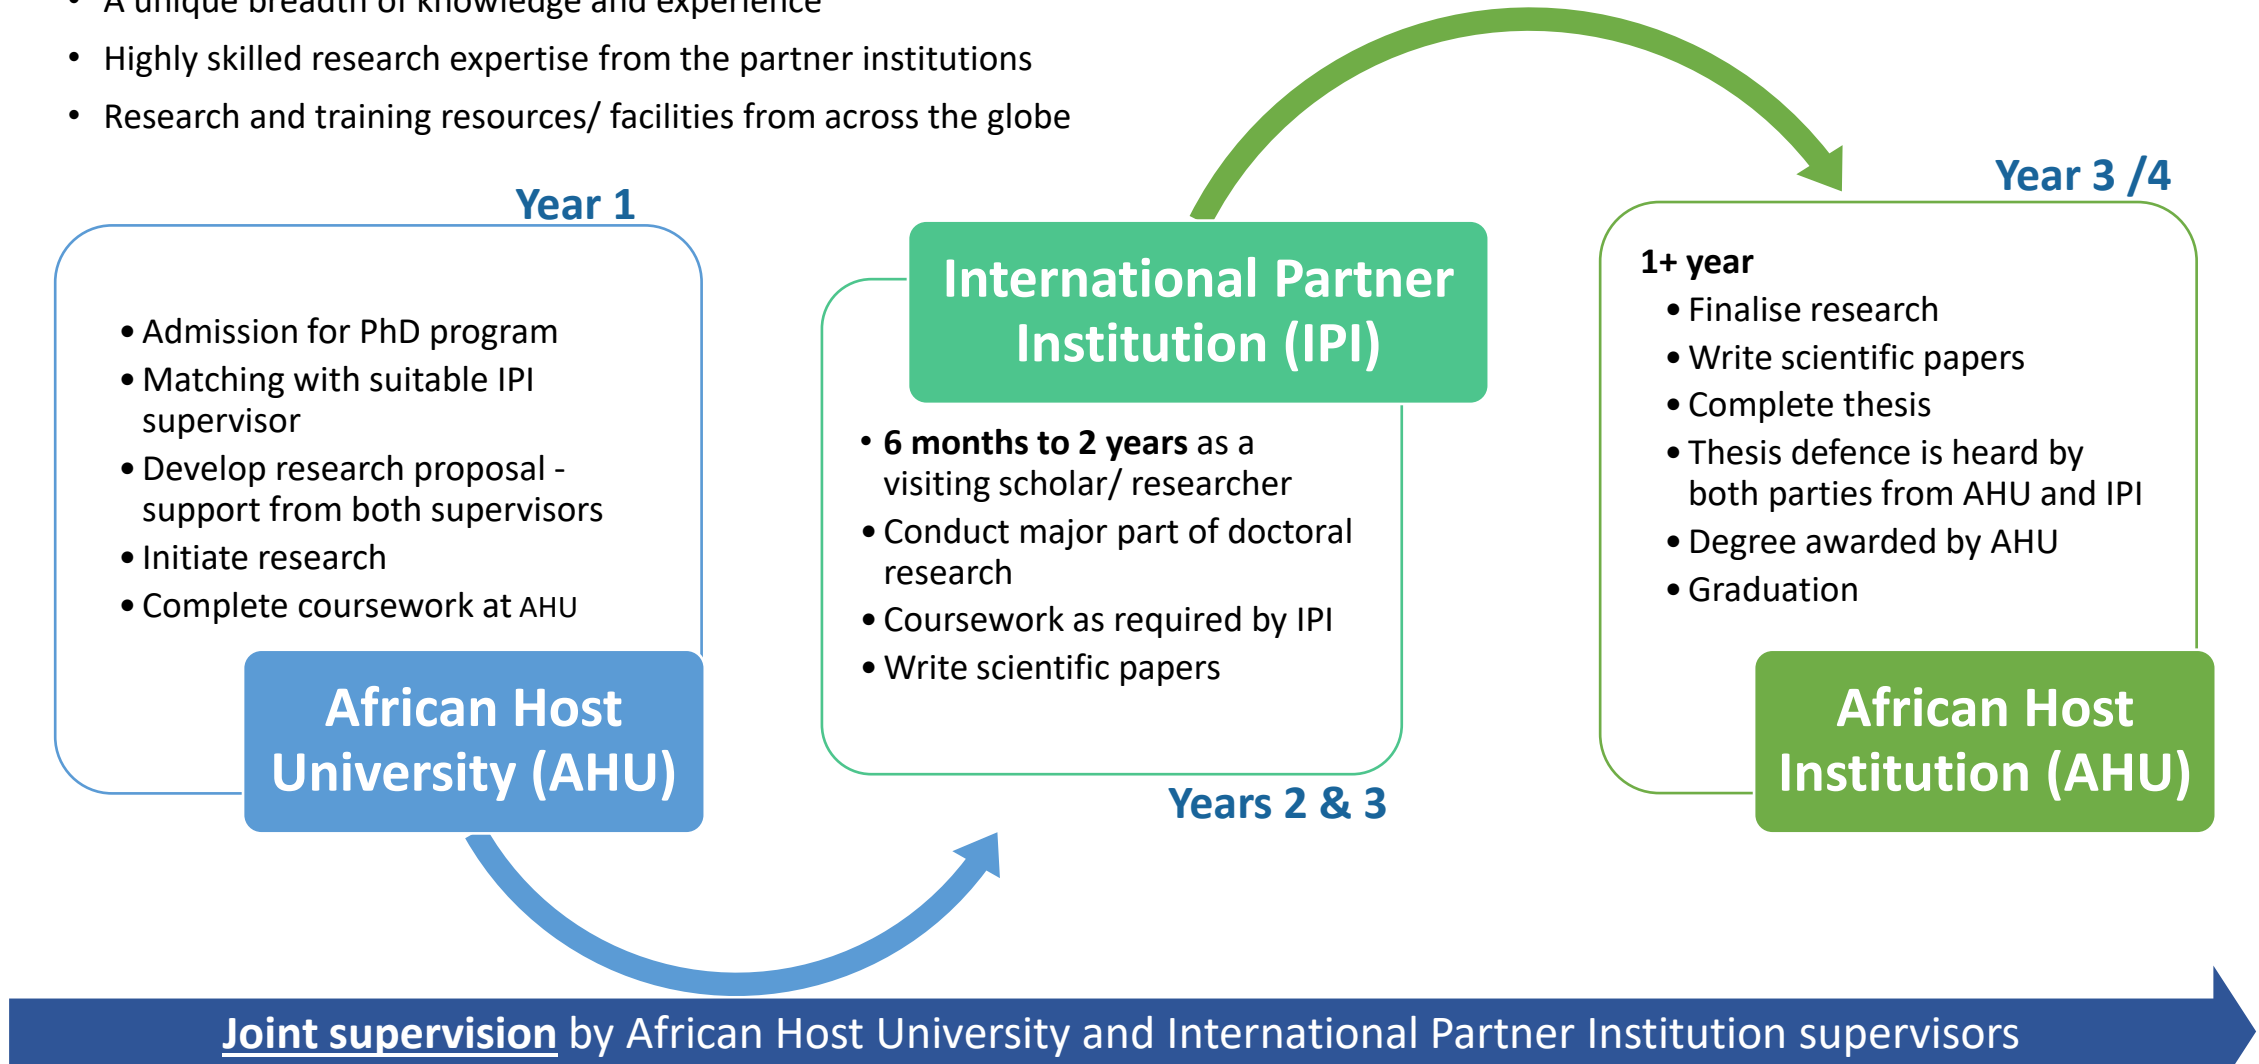 • A unique breadth of knowledge and experience
• Highly skilled research expertise from the partner institutions
• Research and training resources/ facilities from across the globe
Year 1
• Admission for PhD program
• Matching with suitable IPI
supervisor
• Develop research proposal -
support from both supervisors
• Initiate research
• Complete coursework at AHU
African Host
University (AHU)
International Partner
Institution (IPI)
• 6 months to 2 years as a
visiting scholar/ researcher
• Conduct major part of doctoral
research
• Coursework as required by IPI
• Write scientific papers
Years 2 & 3
Year 3 /4
1+ year
• Finalise research
• Write scientific papers
• Complete thesis
• Thesis defence is heard by
both parties from AHU and IPI
• Degree awarded by AHU
• Graduation
African Host
Institution (AHU)
Joint supervision by African Host University and International Partner Institution supervisors